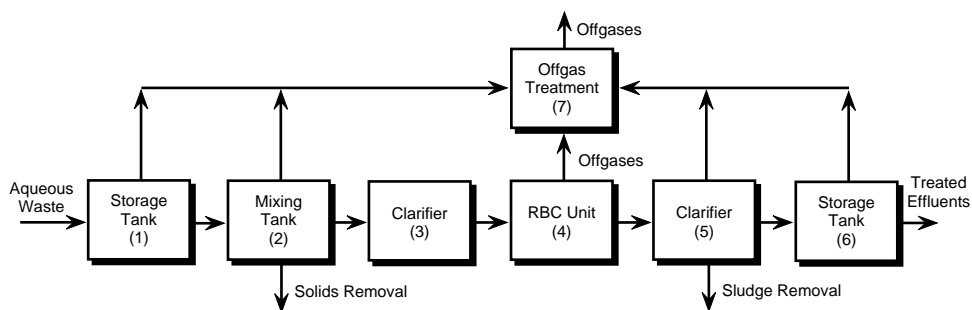 Offgases
Offgas
Treatment
(7)
Offgases
Aqueous
Waste
Storage
Tank
(1)
Mixing
Tank
(2)
Clarifier
(3)
RBC Unit
(4)
Clarifier
(5)
Storage
Tank
(6)
Treated
Effluents
Solids Removal
Sludge Removal